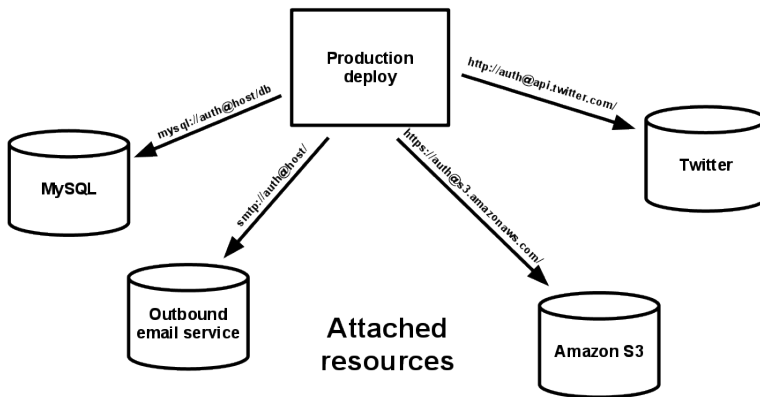 Production
deploy
mysql://auth@host/db
smtp://auth@host/
https://auth@s3.amazonaws.com/
http://auth@api.twitter.com/
MySQL
Twitter
Outbound
email service
Attached
resources
Amazon S3